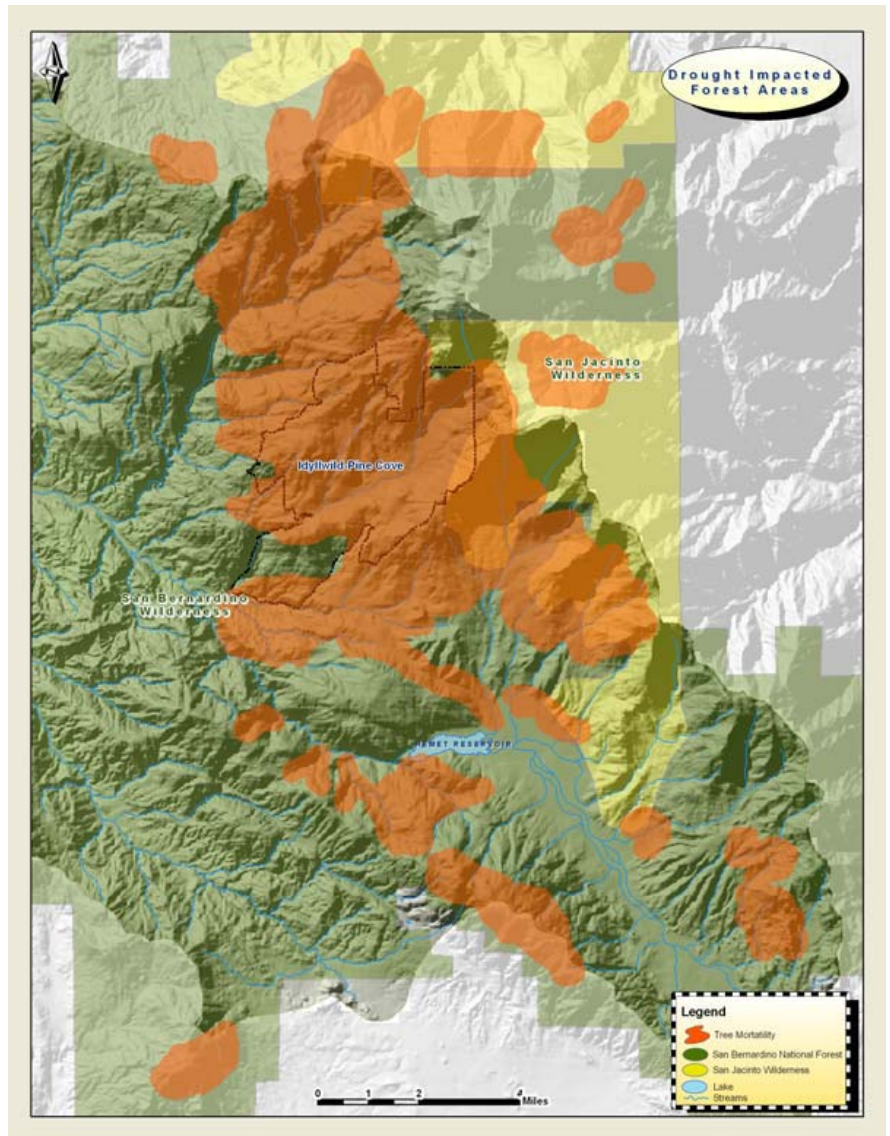 Drought Impacted
Forest Areas
San Jacinto
Wilderness
Idyllwild-Pine Cove
San Bernardino
Wilderness
HEMET RESERVOIR
Legend
Tree Mortatility
San Bernardino National Forest
San Jacinto Wilderness
Lake
Streams
0 1 2 4
Miles